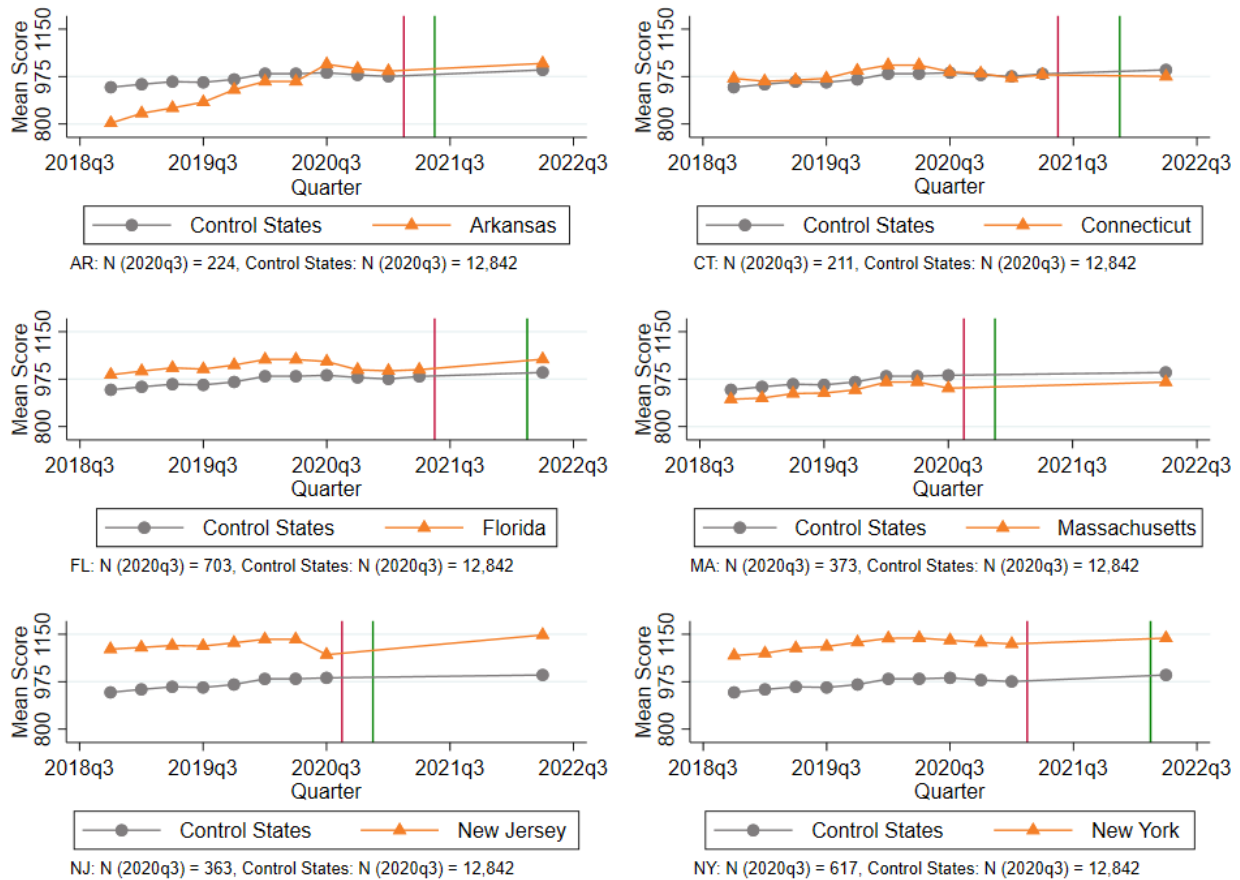 Mean Score
1150
975
800
2018q3 2019q3 2020q3 2021q3 2022q3
Quarter
Control States Arkansas
AR: N (2020q3) = 224, Control States: N (2020q3) = 12,842
Mean Score
1150
975
800
2018q3 2019q3 2020q3 2021q3 2022q3
Quarter
Control States Connecticut
CT: N (2020q3) = 211, Control States: N (2020q3) = 12,842
Mean Score
1150
975
800
2018q3 2019q3 2020q3 2021q3 2022q3
Quarter
Control States Florida
FL: N (2020q3) = 703, Control States: N (2020q3) = 12,842
Mean Score
1150
975
800
2018q3 2019q3 2020q3 2021q3 2022q3
Quarter
Control States Massachusetts
MA: N (2020q3) = 373, Control States: N (2020q3) = 12,842
Mean Score
1150
975
800
2018q3 2019q3 2020q3 2021q3 2022q3
Quarter
Control States New Jersey
NJ: N (2020q3) = 363, Control States: N (2020q3) = 12,842
Mean Score
1150
975
800
2018q3 2019q3 2020q3 2021q3 2022q3
Quarter
Control States New York
NY: N (2020q3) = 617, Control States: N (2020q3) = 12,842